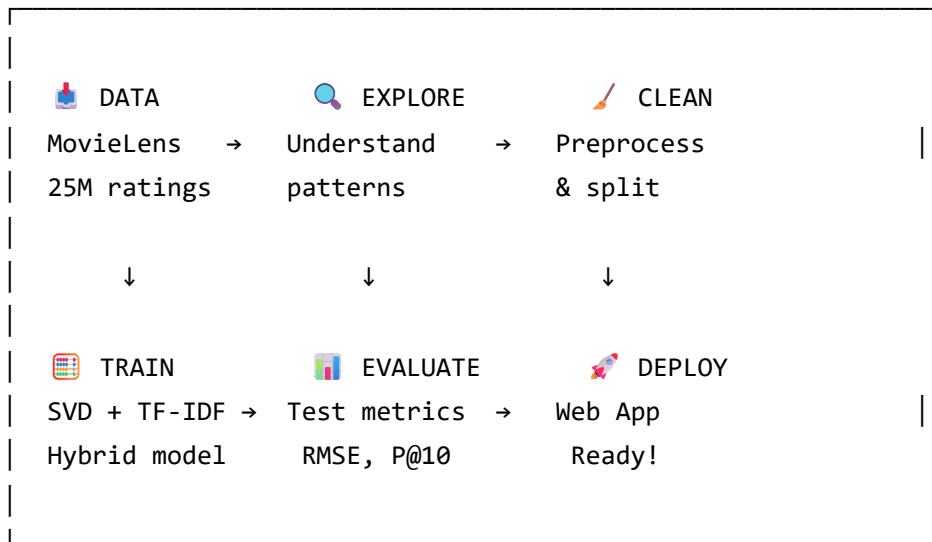 DATA EXPLORE CLEAN
MovieLens → Understand → Preprocess
25M ratings patterns & split
↓ ↓ ↓
TRAIN EVALUATE DEPLOY
SVD + TF-IDF → Test metrics → Web App
Hybrid model RMSE, P@10 Ready!